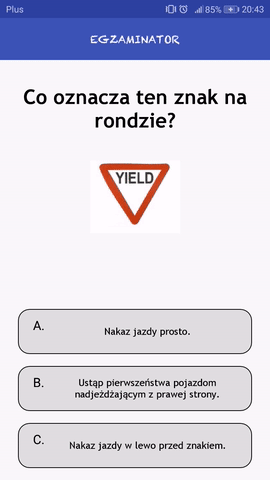 Plus 85% 20:43
EGZAMINATOR
Co oznacza ten znak na
rondzie?
YIELD
A. Nakaz jazdy prosto.
B. Ustąp pierwszeństwa pojazdom
nadjeżdżającym z prawej strony.
C. Nakaz jazdy w lewo przed znakiem.